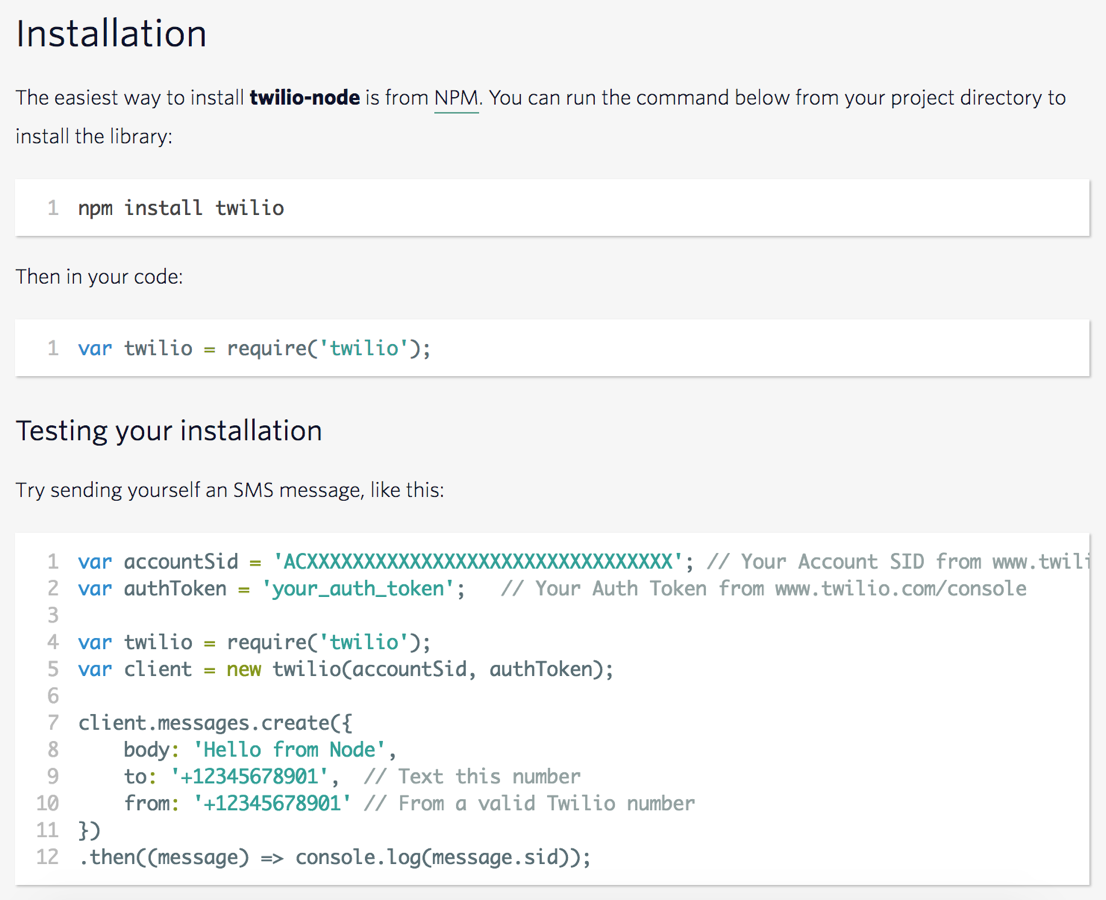 Installation
The easiest way to install twilio-node is from NPM. You can run the command below from your project directory to
install the library:
1 npm install twilio
Then in your code:
1 var twilio = require('twilio');
Testing your installation
Try sending yourself an SMS message, like this:
1 var accountSid = 'ACXXXXXXXXXXXXXXXXXXXXXXXXXXXXXXXX'; // Your Account SID from www.twili
2 var authToken = 'your_auth_token';   // Your Auth Token from www.twilio.com/console
3
4 var twilio = require('twilio');
5 var client = new twilio(accountSid, authToken);
6
7 client.messages.create({
8     body: 'Hello from Node',
9     to: '+12345678901',  // Text this number
10     from: '+12345678901' // From a valid Twilio number
11 })
12 .then((message) => console.log(message.sid));